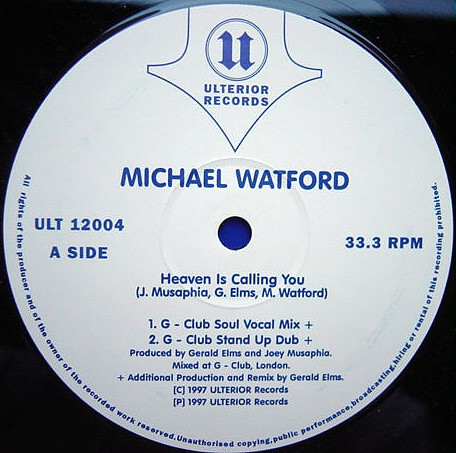 U
ULTERIOR
RECORDS
MICHAEL WATFORD
ULT 12004
A SIDE
33.3 RPM
Heaven Is Calling You
(J. Musaphia, G. Elms, M. Watford)
1. G - Club Soul Vocal Mix +
2. G - Club Stand Up Dub +
Produced by Gerald Elms and Joey Musaphia.
Mixed at G - Club, London.
+ Additional Production and Remix by Gerald Elms.
[C] 1997 ULTERIOR Records
[P] 1997 ULTERIOR Records
All rights of the producer and of the owner of the recorded work reserved. Unauthorised copying, public performance, broadcasting, hiring or rental of this recording prohibited.